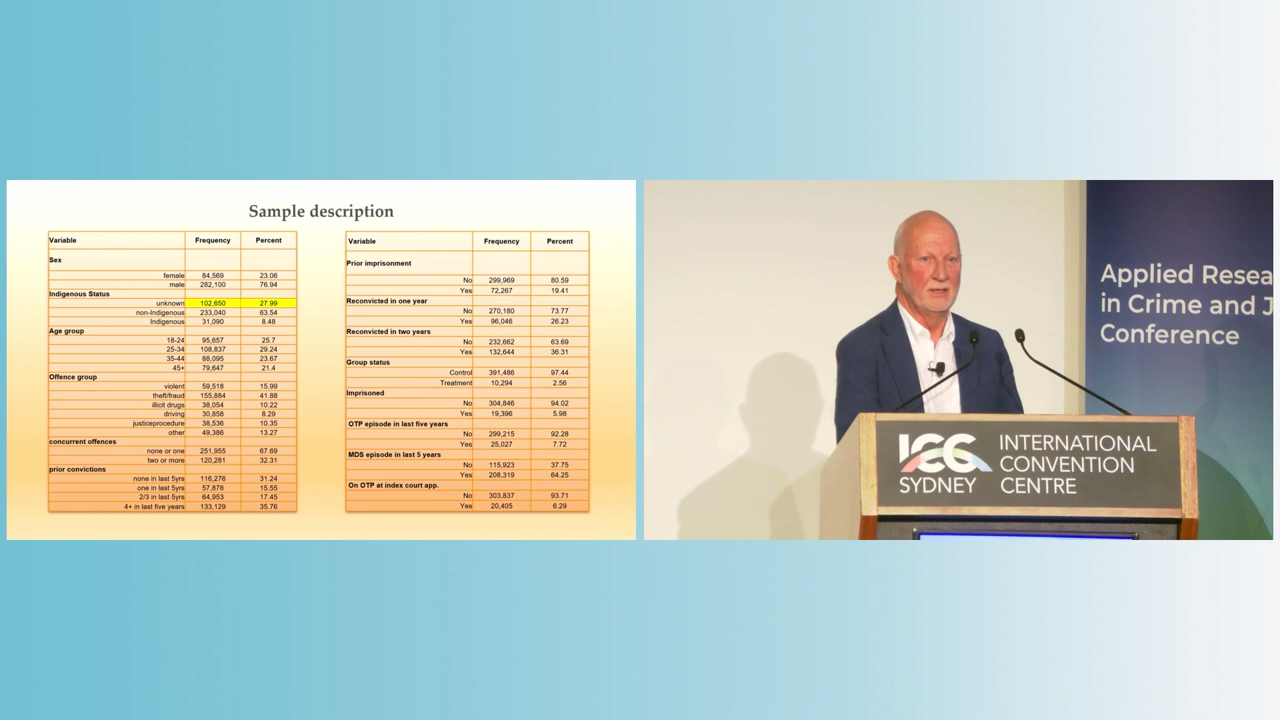 Sample description
Variable Frequency Percent
Sex
female 84,569 23.06
male 282,100 76.94
Indigenous Status
unknown 102,650 27.99
non-Indigenous 233,040 63.54
Indigenous 31,090 8.48
Age group
18-24 95,657 25.7
25-34 108,837 29.24
35-44 88,095 23.67
45+ 79,647 21.4
Offence group
violent 59,518 15.99
theft/fraud 155,884 41.88
illicit drugs 38,054 10.22
driving 30,858 8.29
justiceprocedure 38,536 10.35
other 49,386 13.27
concurrent offences
none or one 251,955 67.69
two or more 120,281 32.31
prior convictions
none in last 5yrs 116,276 31.24
one in last 5yrs 57,878 15.55
2/3 in last 5yrs 64,953 17.45
4+ in last five years 133,129 35.76
Variable Frequency Percent
Prior imprisonment
No 299,969 80.59
Yes 72,267 19.41
Reconvicted in one year
No 270,180 73.77
Yes 96,046 26.23
Reconvicted in two years
No 232,662 63.69
Yes 132,644 36.31
Group status
Control 391,486 97.44
Treatment 10,294 2.56
Imprisoned
No 304,846 94.02
Yes 19,396 5.98
OTP episode in last five years
No 299,215 92.28
Yes 25,027 7.72
MDS episode in last 5 years
No 115,923 37.75
Yes 208,319 64.25
On OTP at index court app.
No 303,837 93.71
Yes 20,405 6.29
Applied Resea
in Crime and J
Conference
ICC
SYDNEY
INTERNATIONAL
CONVENTION
CENTRE